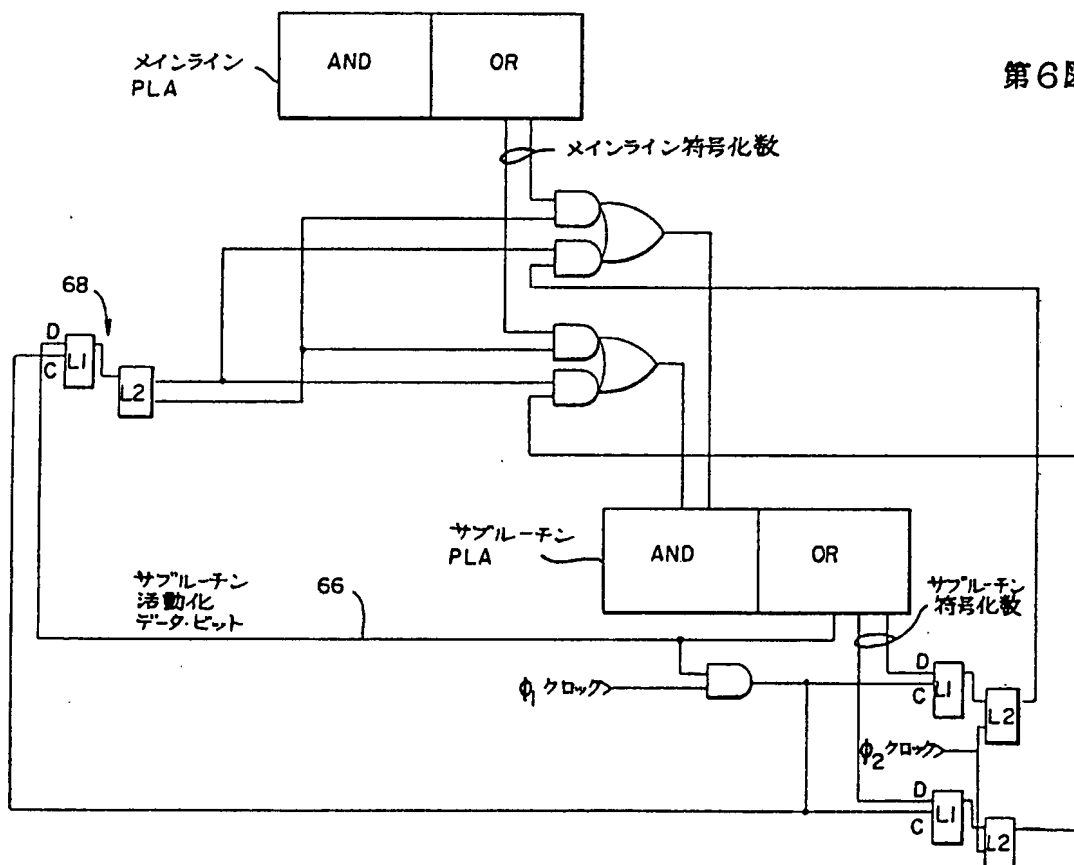 メインライン
PLA
AND
OR
第6図
メインライン符号化数
68
D
C
L1
L2
サブルーチン
PLA
AND
OR
サブルーチン
活動化
データ・ビット
66
サブルーチン
符号化数
φ1 クロック
D
C
L1
L2
φ2 クロック
D
C
L1
L2